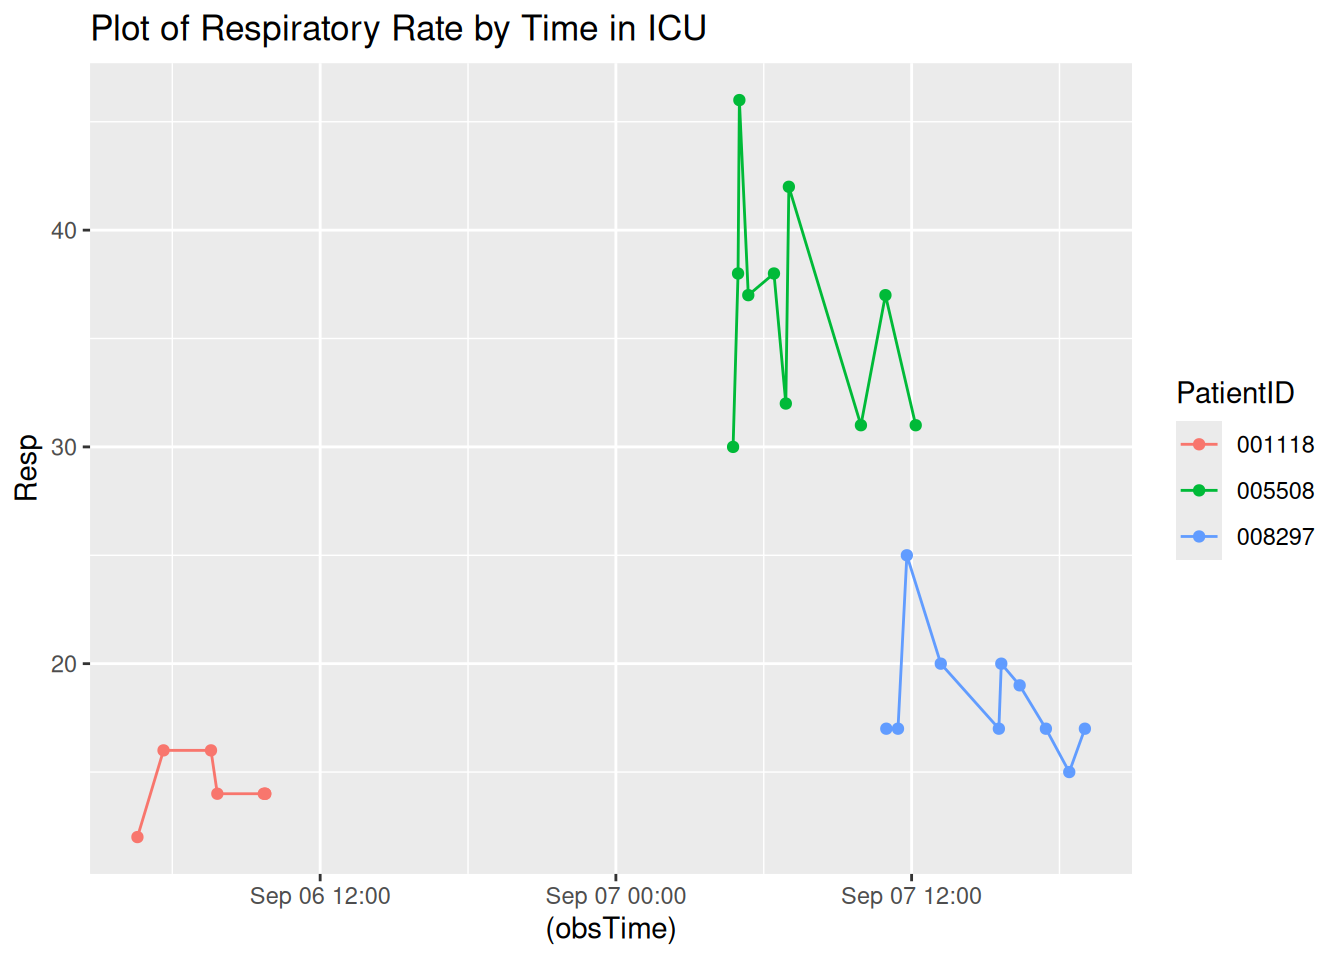 Plot of Respiratory Rate by Time in ICU
40
30
20
Resp
Sep 06 12:00
Sep 07 00:00
Sep 07 12:00
(obsTime)
PatientID
001118
005508
008297